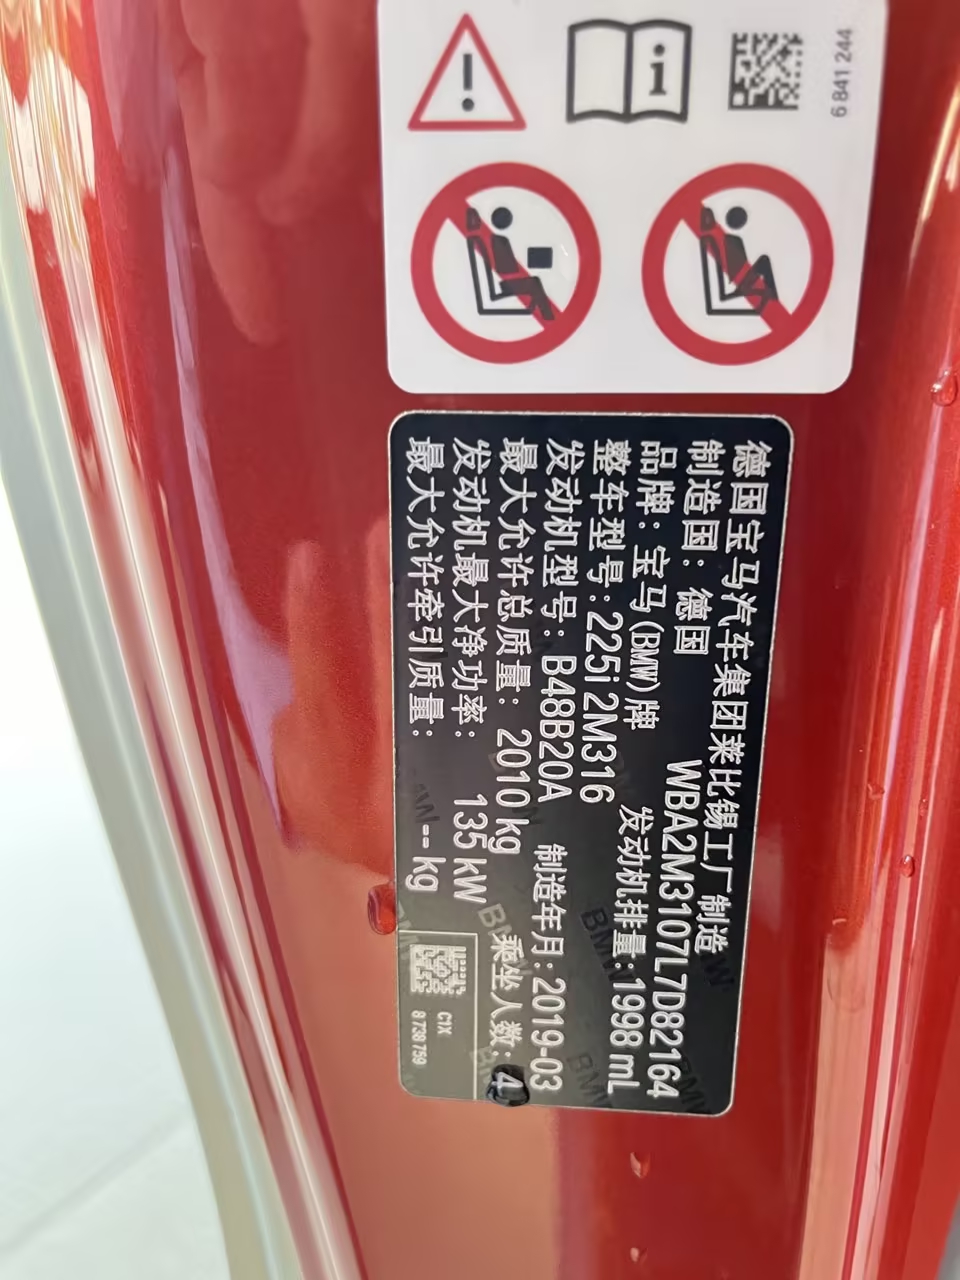 6 841 244
德国宝马汽车集团莱比锡工厂制造
制造国: 德国 WBA2M3107L7D82164
品牌: 宝马(BMW)牌 发动机排量:1998 mL
整车型号:225i 2M316
发动机型号: B48B20A 制造年月:2019-03
最大允许总质量: 2010 kg 乘坐人数: 4
发动机最大净功率: 135 kW
最大允许牵引质量: -- kg
C1X
8 738 759